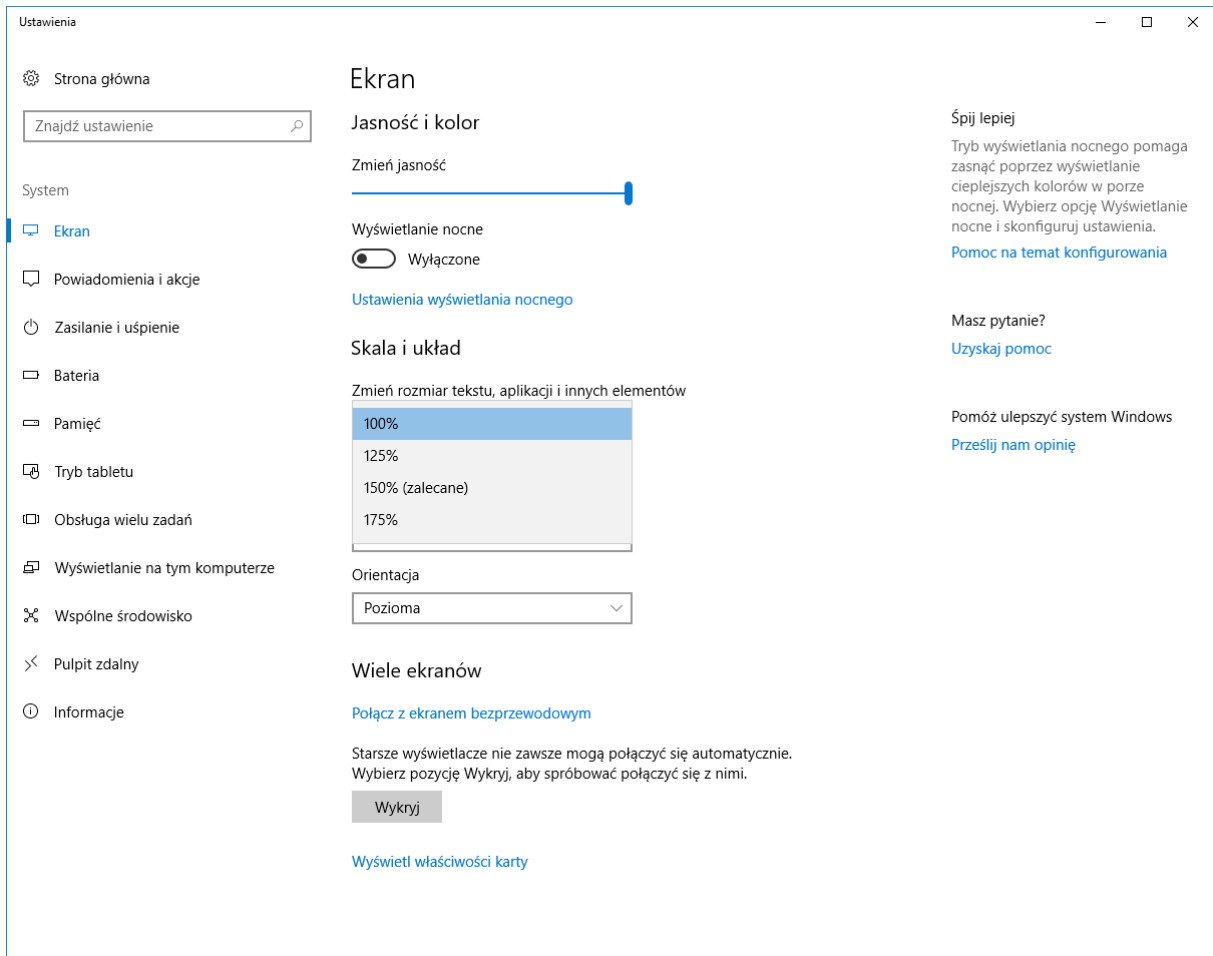 Ustawienia
Strona główna
Znajdź ustawienie
System
Ekran
Powiadomienia i akcje
Zasilanie i uśpienie
Bateria
Pamięć
Tryb tabletu
Obsługa wielu zadań
Wyświetlanie na tym komputerze
Wspólne środowisko
Pulpit zdalny
Informacje
Ekran
Jasność i kolor
Zmień jasność
Wyświetlanie nocne
Wyłączone
Ustawienia wyświetlania nocnego
Skala i układ
Zmień rozmiar tekstu, aplikacji i innych elementów
100%
125%
150% (zalecane)
175%
Orientacja
Pozioma
Wiele ekranów
Połącz z ekranem bezprzewodowym
Starsze wyświetlacze nie zawsze mogą połączyć się automatycznie.
Wybierz pozycję Wykryj, aby spróbować połączyć się z nimi.
Wykryj
Wyświetl właściwości karty
Śpij lepiej
Tryb wyświetlania nocnego pomaga
zasnąć poprzez wyświetlanie
cieplejszych kolorów w porze
nocnej. Wybierz opcję Wyświetlanie
nocne i skonfiguruj ustawienia.
Pomoc na temat konfigurowania
Masz pytanie?
Uzyskaj pomoc
Pomóż ulepszyć system Windows
Prześlij nam opinię